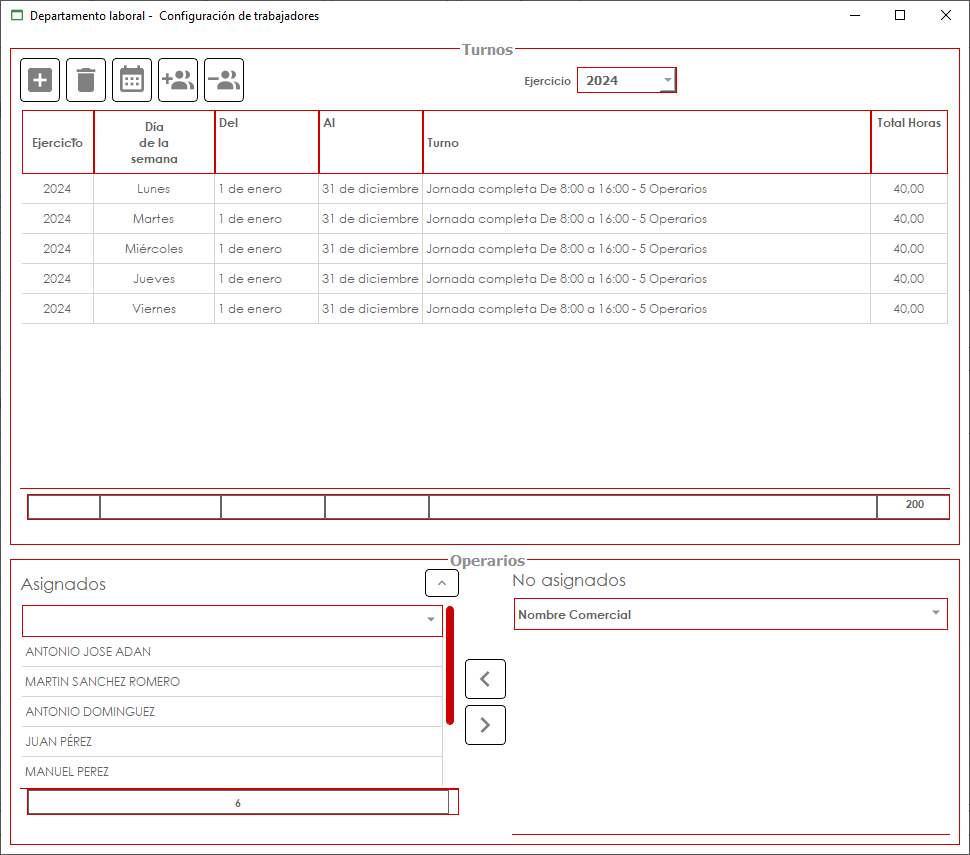 Departamento laboral -  Configuración de trabajadores
Turnos
Ejercicio 2024
Ejercicio Día de la semana Del Al Turno Total Horas
2024 Lunes 1 de enero 31 de diciembre Jornada completa De 8:00 a 16:00 - 5 Operarios 40,00
2024 Martes 1 de enero 31 de diciembre Jornada completa De 8:00 a 16:00 - 5 Operarios 40,00
2024 Miércoles 1 de enero 31 de diciembre Jornada completa De 8:00 a 16:00 - 5 Operarios 40,00
2024 Jueves 1 de enero 31 de diciembre Jornada completa De 8:00 a 16:00 - 5 Operarios 40,00
2024 Viernes 1 de enero 31 de diciembre Jornada completa De 8:00 a 16:00 - 5 Operarios 40,00
200
Operarios
Asignados
ANTONIO JOSE ADAN
MARTIN SANCHEZ ROMERO
ANTONIO DOMINGUEZ
JUAN PÉREZ
MANUEL PEREZ
6
No asignados
Nombre Comercial